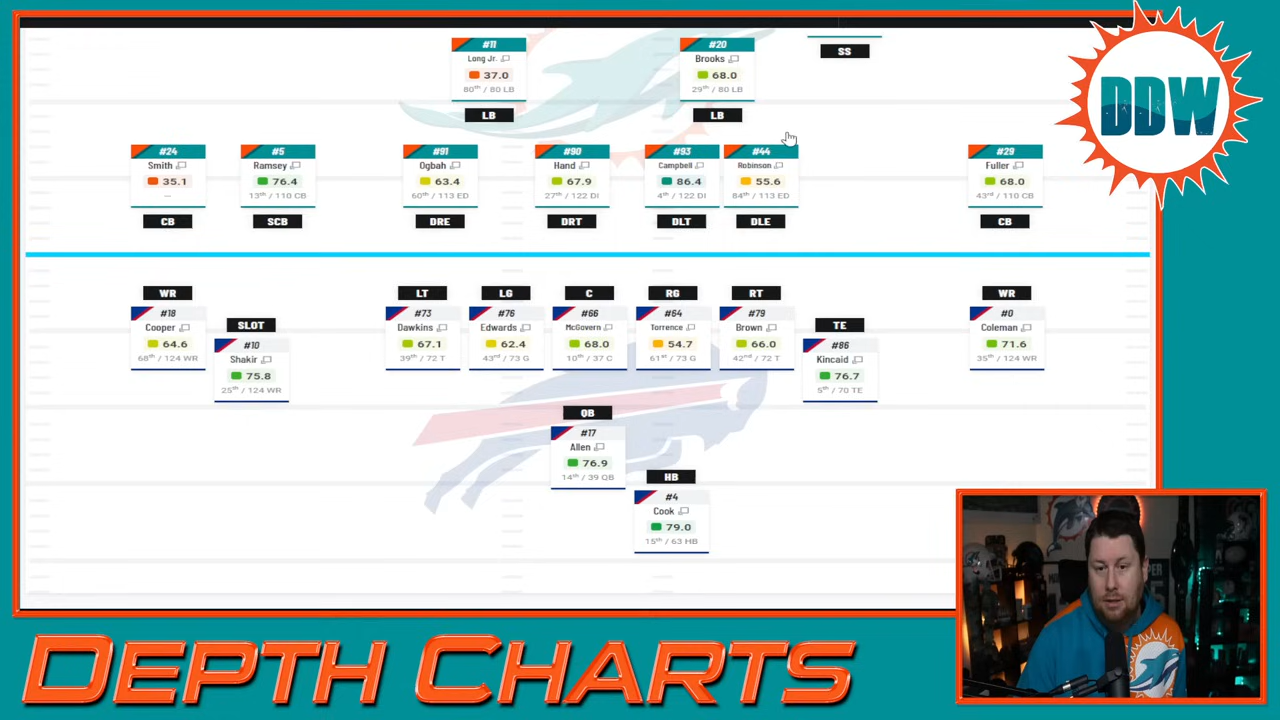 #11
Long Jr.
37.0
80th / 80 LB
LB
#20
Brooks
68.0
29th / 80 LB
LB
SS
DDW
#24
Smith
35.1
--
CB
#5
Ramsey
76.4
13th / 110 CB
SCB
#91
Ogbah
63.4
60th / 113 ED
DRE
#90
Hand
67.9
27th / 122 DI
DRT
#93
Campbell
86.4
4th / 122 DI
DLT
#44
Robinson
55.6
84th / 113 ED
DLE
#29
Fuller
68.0
43rd / 110 CB
CB
WR
#18
Cooper
64.6
68th / 124 WR
SLOT
#10
Shakir
75.8
25th / 124 WR
LT
#73
Dawkins
67.1
39th / 72 T
LG
#76
Edwards
62.4
43rd / 73 G
C
#66
McGovern
68.0
10th / 37 C
RG
#64
Torrence
54.7
61st / 73 G
RT
#79
Brown
66.0
42nd / 72 T
TE
#86
Kincaid
76.7
5th / 70 TE
WR
#0
Coleman
71.6
35th / 124 WR
QB
#17
Allen
76.9
14th / 39 QB
HB
#4
Cook
79.0
15th / 63 HB
DEPTH CHARTS